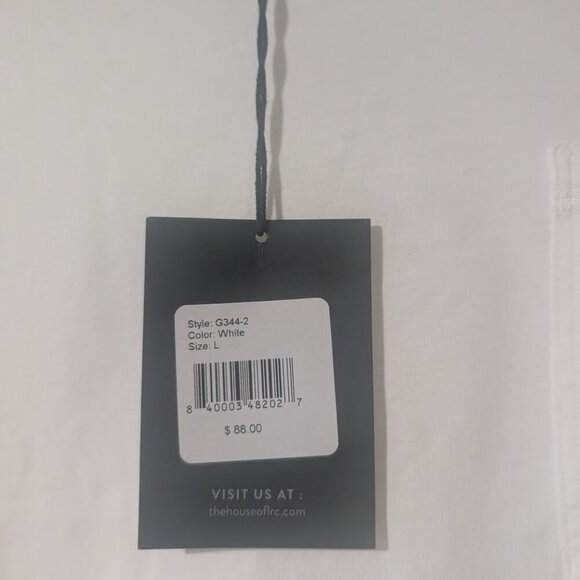 Style: G344-2
Color: White
Size: L
8 40003 48202 7
$ 88.00
VISIT US AT :
thehouseoflrc.com